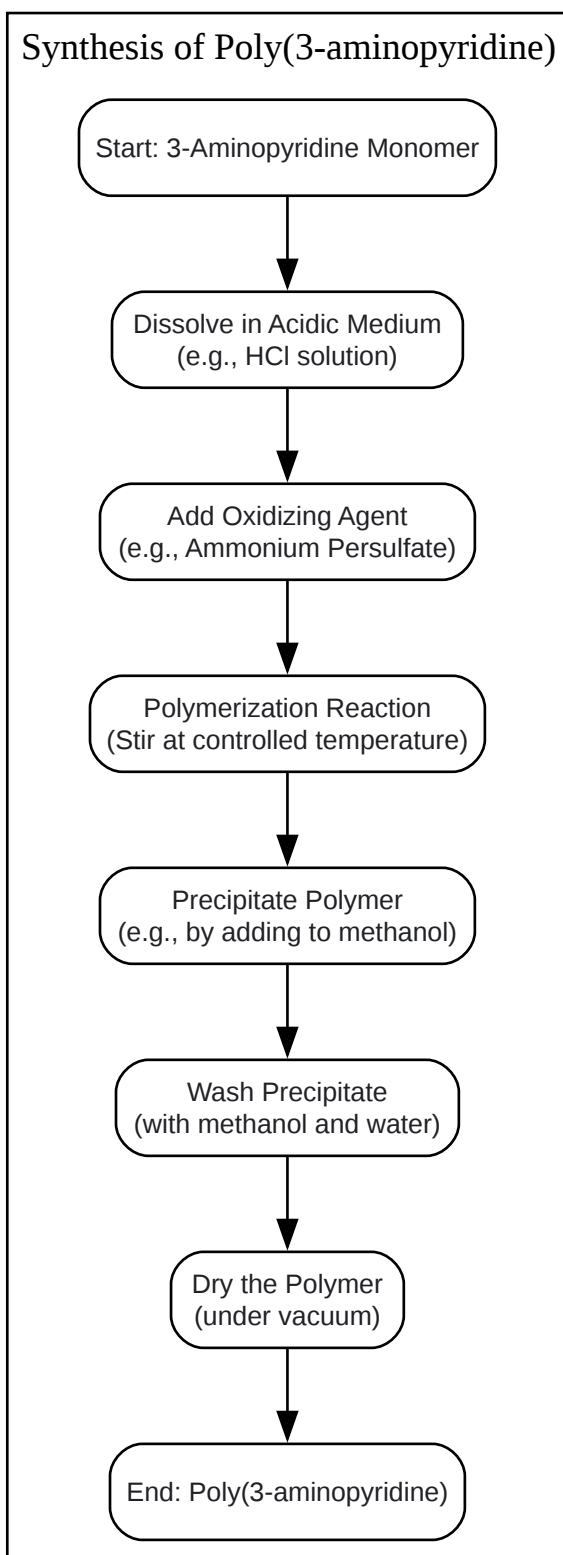 Synthesis of Poly(3-aminopyridine)
Start: 3-Aminopyridine Monomer
Dissolve in Acidic Medium
(e.g., HCl solution)
Add Oxidizing Agent
(e.g., Ammonium Persulfate)
Polymerization Reaction
(Stir at controlled temperature)
Precipitate Polymer
(e.g., by adding to methanol)
Wash Precipitate
(with methanol and water)
Dry the Polymer
(under vacuum)
End: Poly(3-aminopyridine)